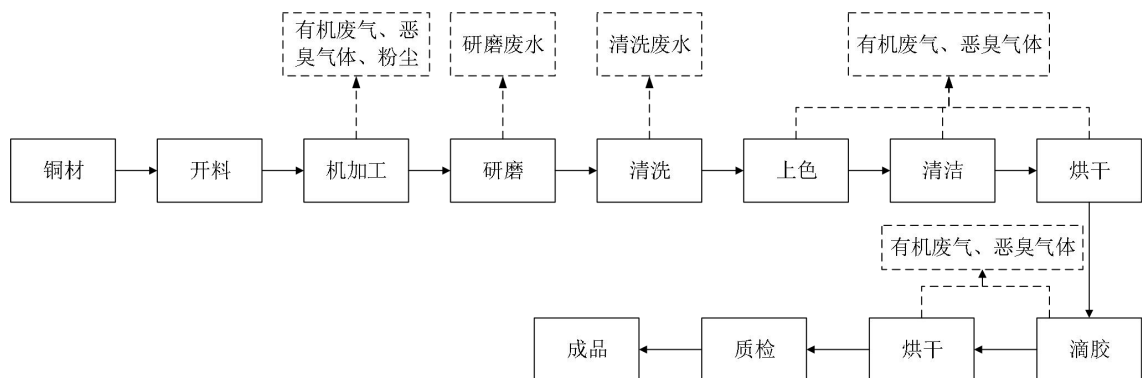 有机废气、恶
臭气体、粉尘
研磨废水
清洗废水
有机废气、恶臭气体
铜材
开料
机加工
研磨
清洗
上色
清洁
烘干
有机废气、恶臭气体
成品
质检
烘干
滴胶